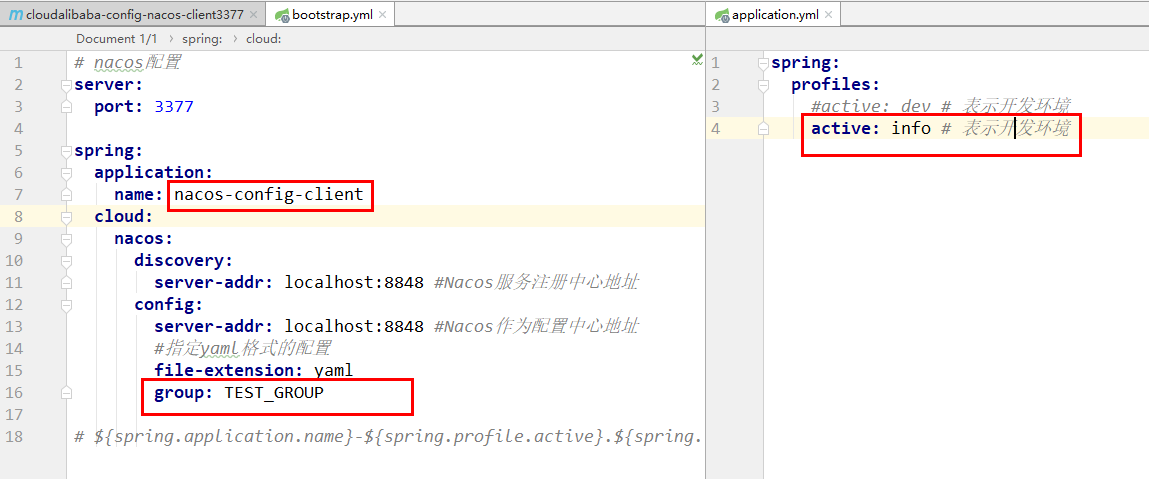 cloudalibaba-config-nacos-client3377 bootstrap.yml
Document 1/1 › spring: › cloud:
1 # nacos配置
2 server:
3 port: 3377
4
5 spring:
6 application:
7 name: nacos-config-client
8 cloud:
9 nacos:
10 discovery:
11 server-addr: localhost:8848 #Nacos服务注册中心地址
12 config:
13 server-addr: localhost:8848 #Nacos作为配置中心地址
14 #指定yaml格式的配置
15 file-extension: yaml
16 group: TEST_GROUP
17
18 # ${spring.application.name}-${spring.profile.active}.${spring.
application.yml
1 spring:
2 profiles:
3 #active: dev # 表示开发环境
4 active: info # 表示开发环境